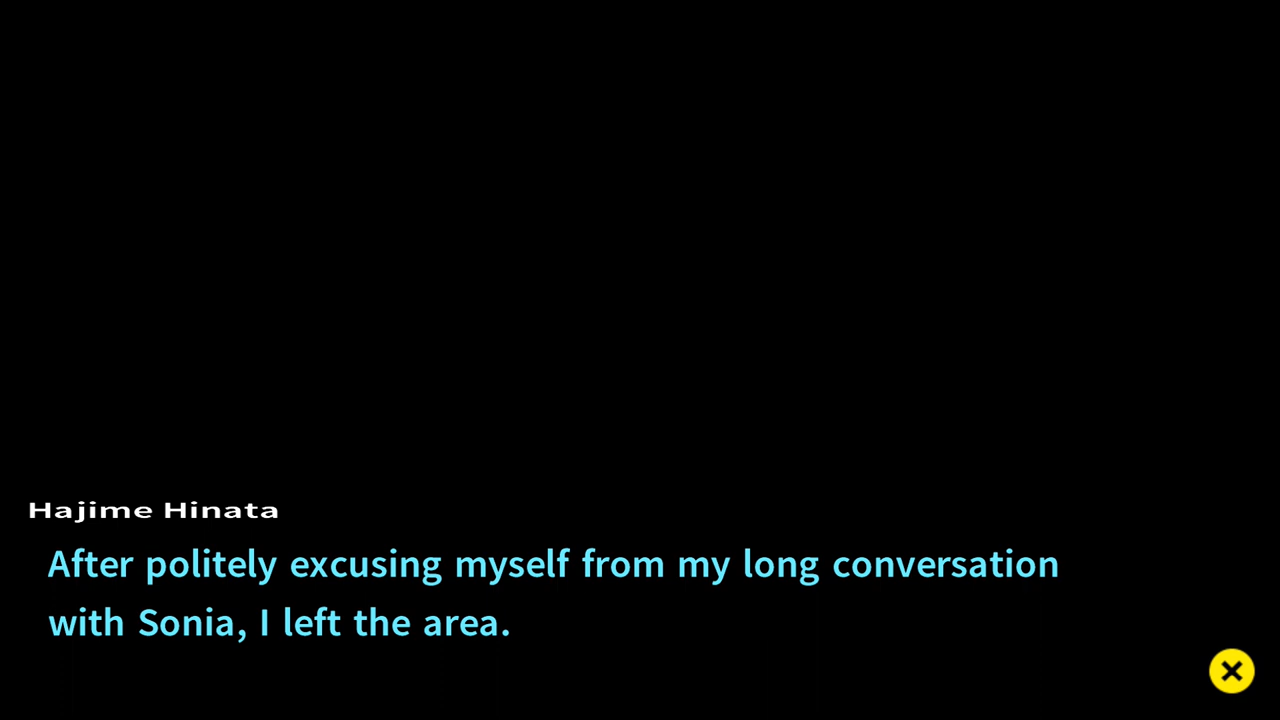 Hajime Hinata
After politely excusing myself from my long conversation
with Sonia, I left the area.